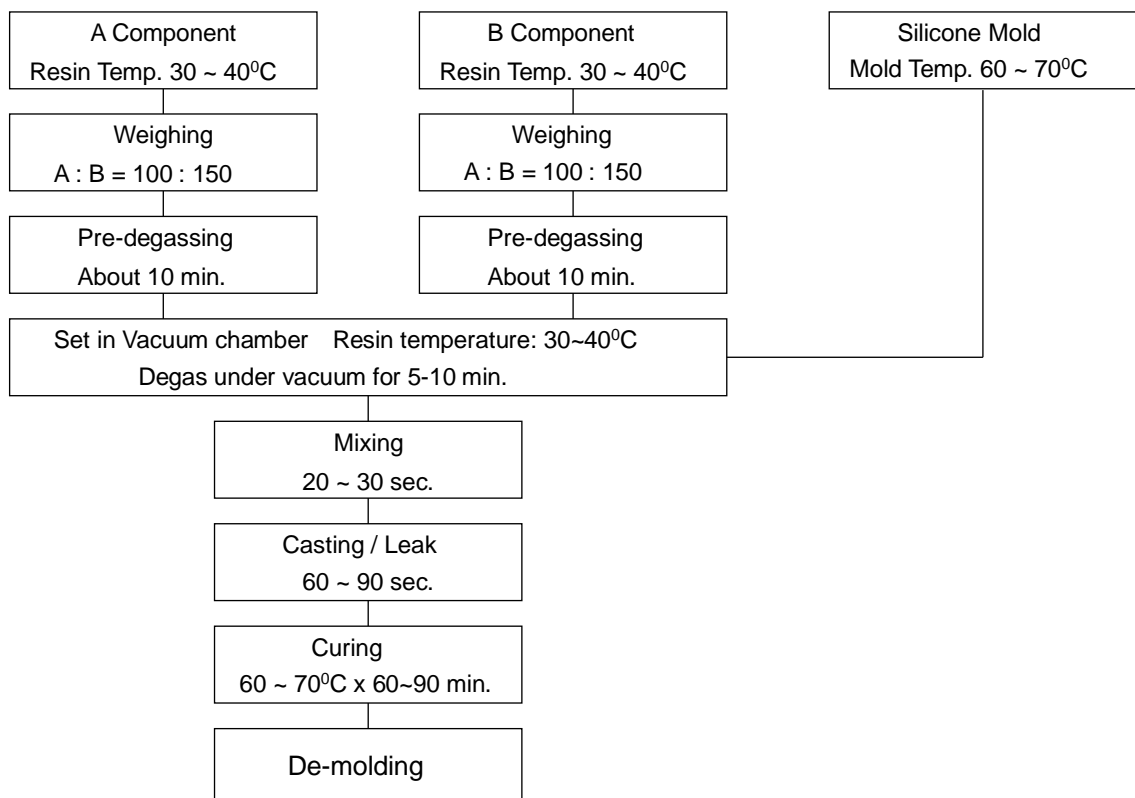 A Component
Resin Temp. 30 ~ 40⁰C
B Component
Resin Temp. 30 ~ 40⁰C
Silicone Mold
Mold Temp. 60 ~ 70⁰C
Weighing
A : B = 100 : 150
Weighing
A : B = 100 : 150
Pre-degassing
About 10 min.
Pre-degassing
About 10 min.
Set in Vacuum chamber Resin temperature: 30~40⁰C
Degas under vacuum for 5-10 min.
Mixing
20 ~ 30 sec.
Casting / Leak
60 ~ 90 sec.
Curing
60 ~ 70⁰C x 60~90 min.
De-molding